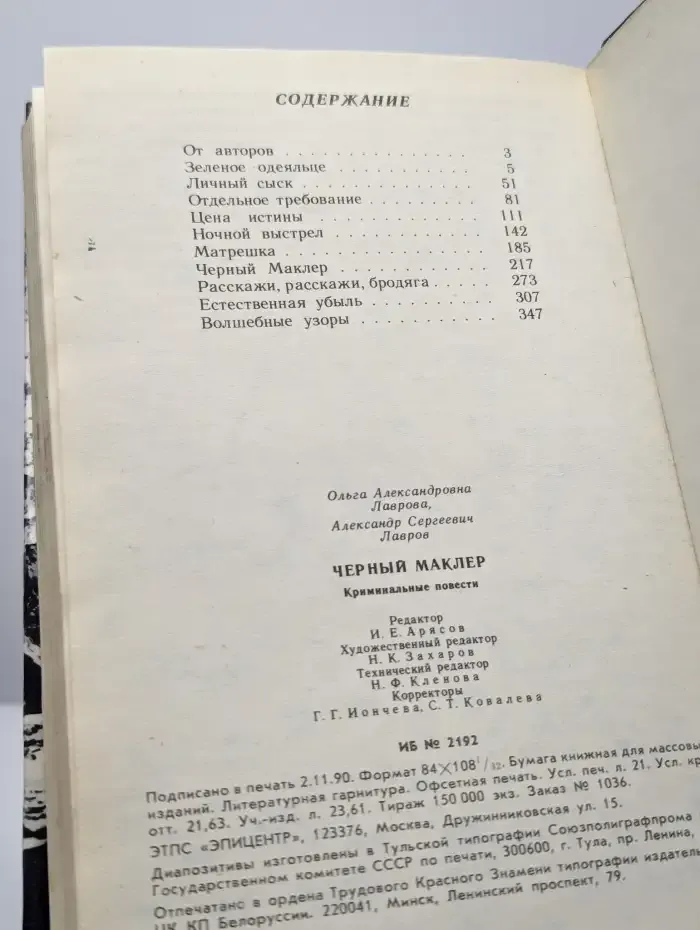 СОДЕРЖАНИЕ
От авторов . . . . . . . . . . . . . . . 3
Зеленое одеяльце . . . . . . . . . . . . 5
Личный сыск . . . . . . . . . . . . . . 51
Отдельное требование . . . . . . . . . . 81
Цена истины . . . . . . . . . . . . . 111
Ночной выстрел . . . . . . . . . . . . 142
Матрешка . . . . . . . . . . . . . . . 185
Черный Маклер . . . . . . . . . . . . 217
Расскажи, расскажи, бродяга . . . . . 273
Естественная убыль . . . . . . . . . . 307
Волшебные узоры . . . . . . . . . . . 347
Ольга Александровна
Лаврова,
Александр Сергеевич
Лавров
ЧЕРНЫЙ МАКЛЕР
Криминальные повести
Редактор
И. Е. Арясов
Художественный редактор
Н. К. Захаров
Технический редактор
Н. Ф. Кленова
Корректоры
Г. Г. Иончева, С. Т. Ковалева
ИБ № 2192
Подписано в печать 2.11.90. Формат 84×108¹/₃₂. Бумага книжная для массовы
изданий. Литературная гарнитура. Офсетная печать. Усл. печ. л. 21. Усл. кр
отт. 21,63. Уч.-изд. л. 23,61. Тираж 150 000 экз. Заказ № 1036.
ЭТПС «ЭПИЦЕНТР», 123376, Москва, Дружинниковская ул. 15.
Диапозитивы изготовлены в Тульской типографии Союзполиграфпрома
Государственном комитете СССР по печати, 300600, г. Тула, пр. Ленина,
Отпечатано в ордена Трудового Красного Знамени типографии издатель
ЦК КП Белоруссии. 220041, Минск, Ленинский проспект, 79.